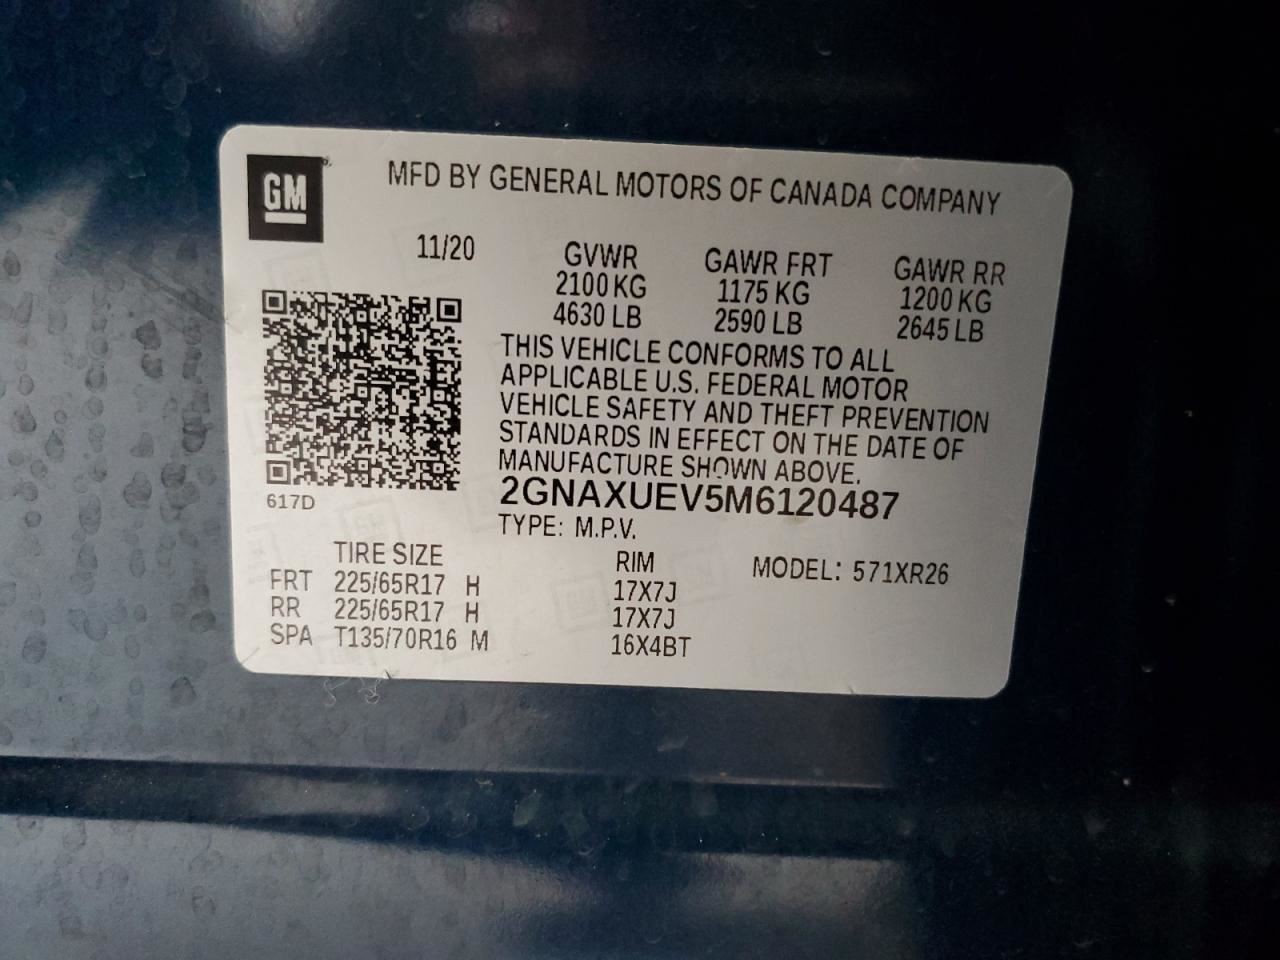 GM
MFD BY GENERAL MOTORS OF CANADA COMPANY
11/20 GVWR GAWR FRT GAWR RR
2100 KG 1175 KG 1200 KG
4630 LB 2590 LB 2645 LB
THIS VEHICLE CONFORMS TO ALL
APPLICABLE U.S. FEDERAL MOTOR
VEHICLE SAFETY AND THEFT PREVENTION
STANDARDS IN EFFECT ON THE DATE OF
MANUFACTURE SHOWN ABOVE.
617D
2GNAXUEV5M6120487
TYPE: M.P.V.
TIRE SIZE RIM MODEL: 571XR26
FRT 225/65R17 H 17X7J
RR 225/65R17 H 17X7J
SPA T135/70R16 M 16X4BT